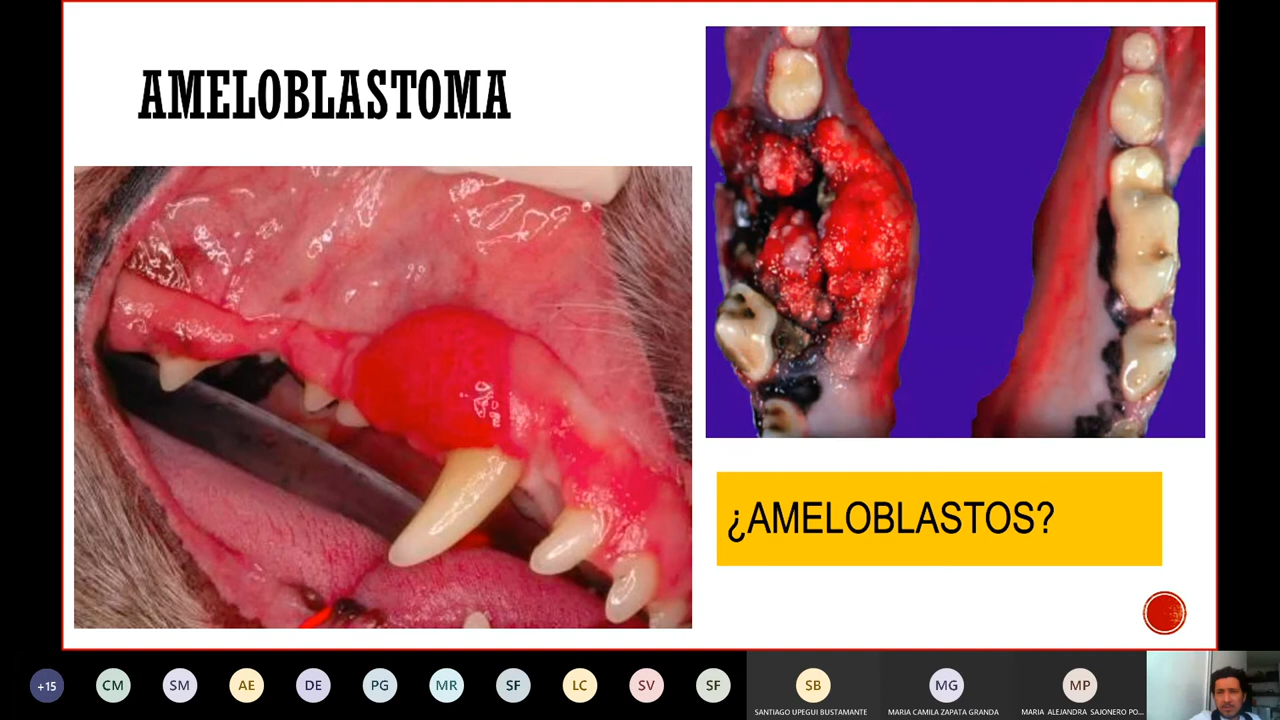 AMELOBLASTOMA
¿AMELOBLASTOS?
+15
CM
SM
AE
DE
PG
MR
SF
LC
SV
SF
SB
MG
MP
SANTIAGO UPEGUI BUSTAMANTE
MARIA CAMILA ZAPATA GRANDA
MARIA ALEJANDRA SAJONERO PO...